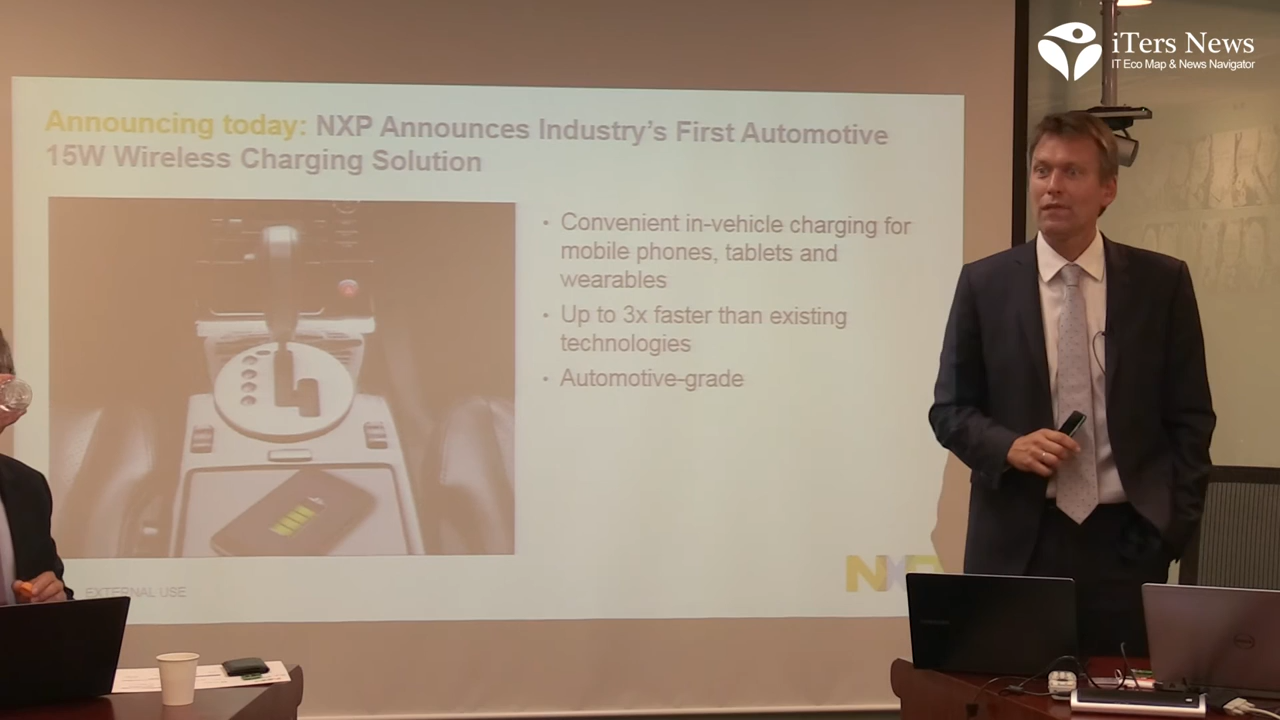 iTers News
IT Eco Map & News Navigator
Announcing today: NXP Announces Industry's First Automotive
15W Wireless Charging Solution
• Convenient in-vehicle charging for
mobile phones, tablets and
wearables
• Up to 3x faster than existing
technologies
• Automotive-grade
EXTERNAL USE
NXP
DELL